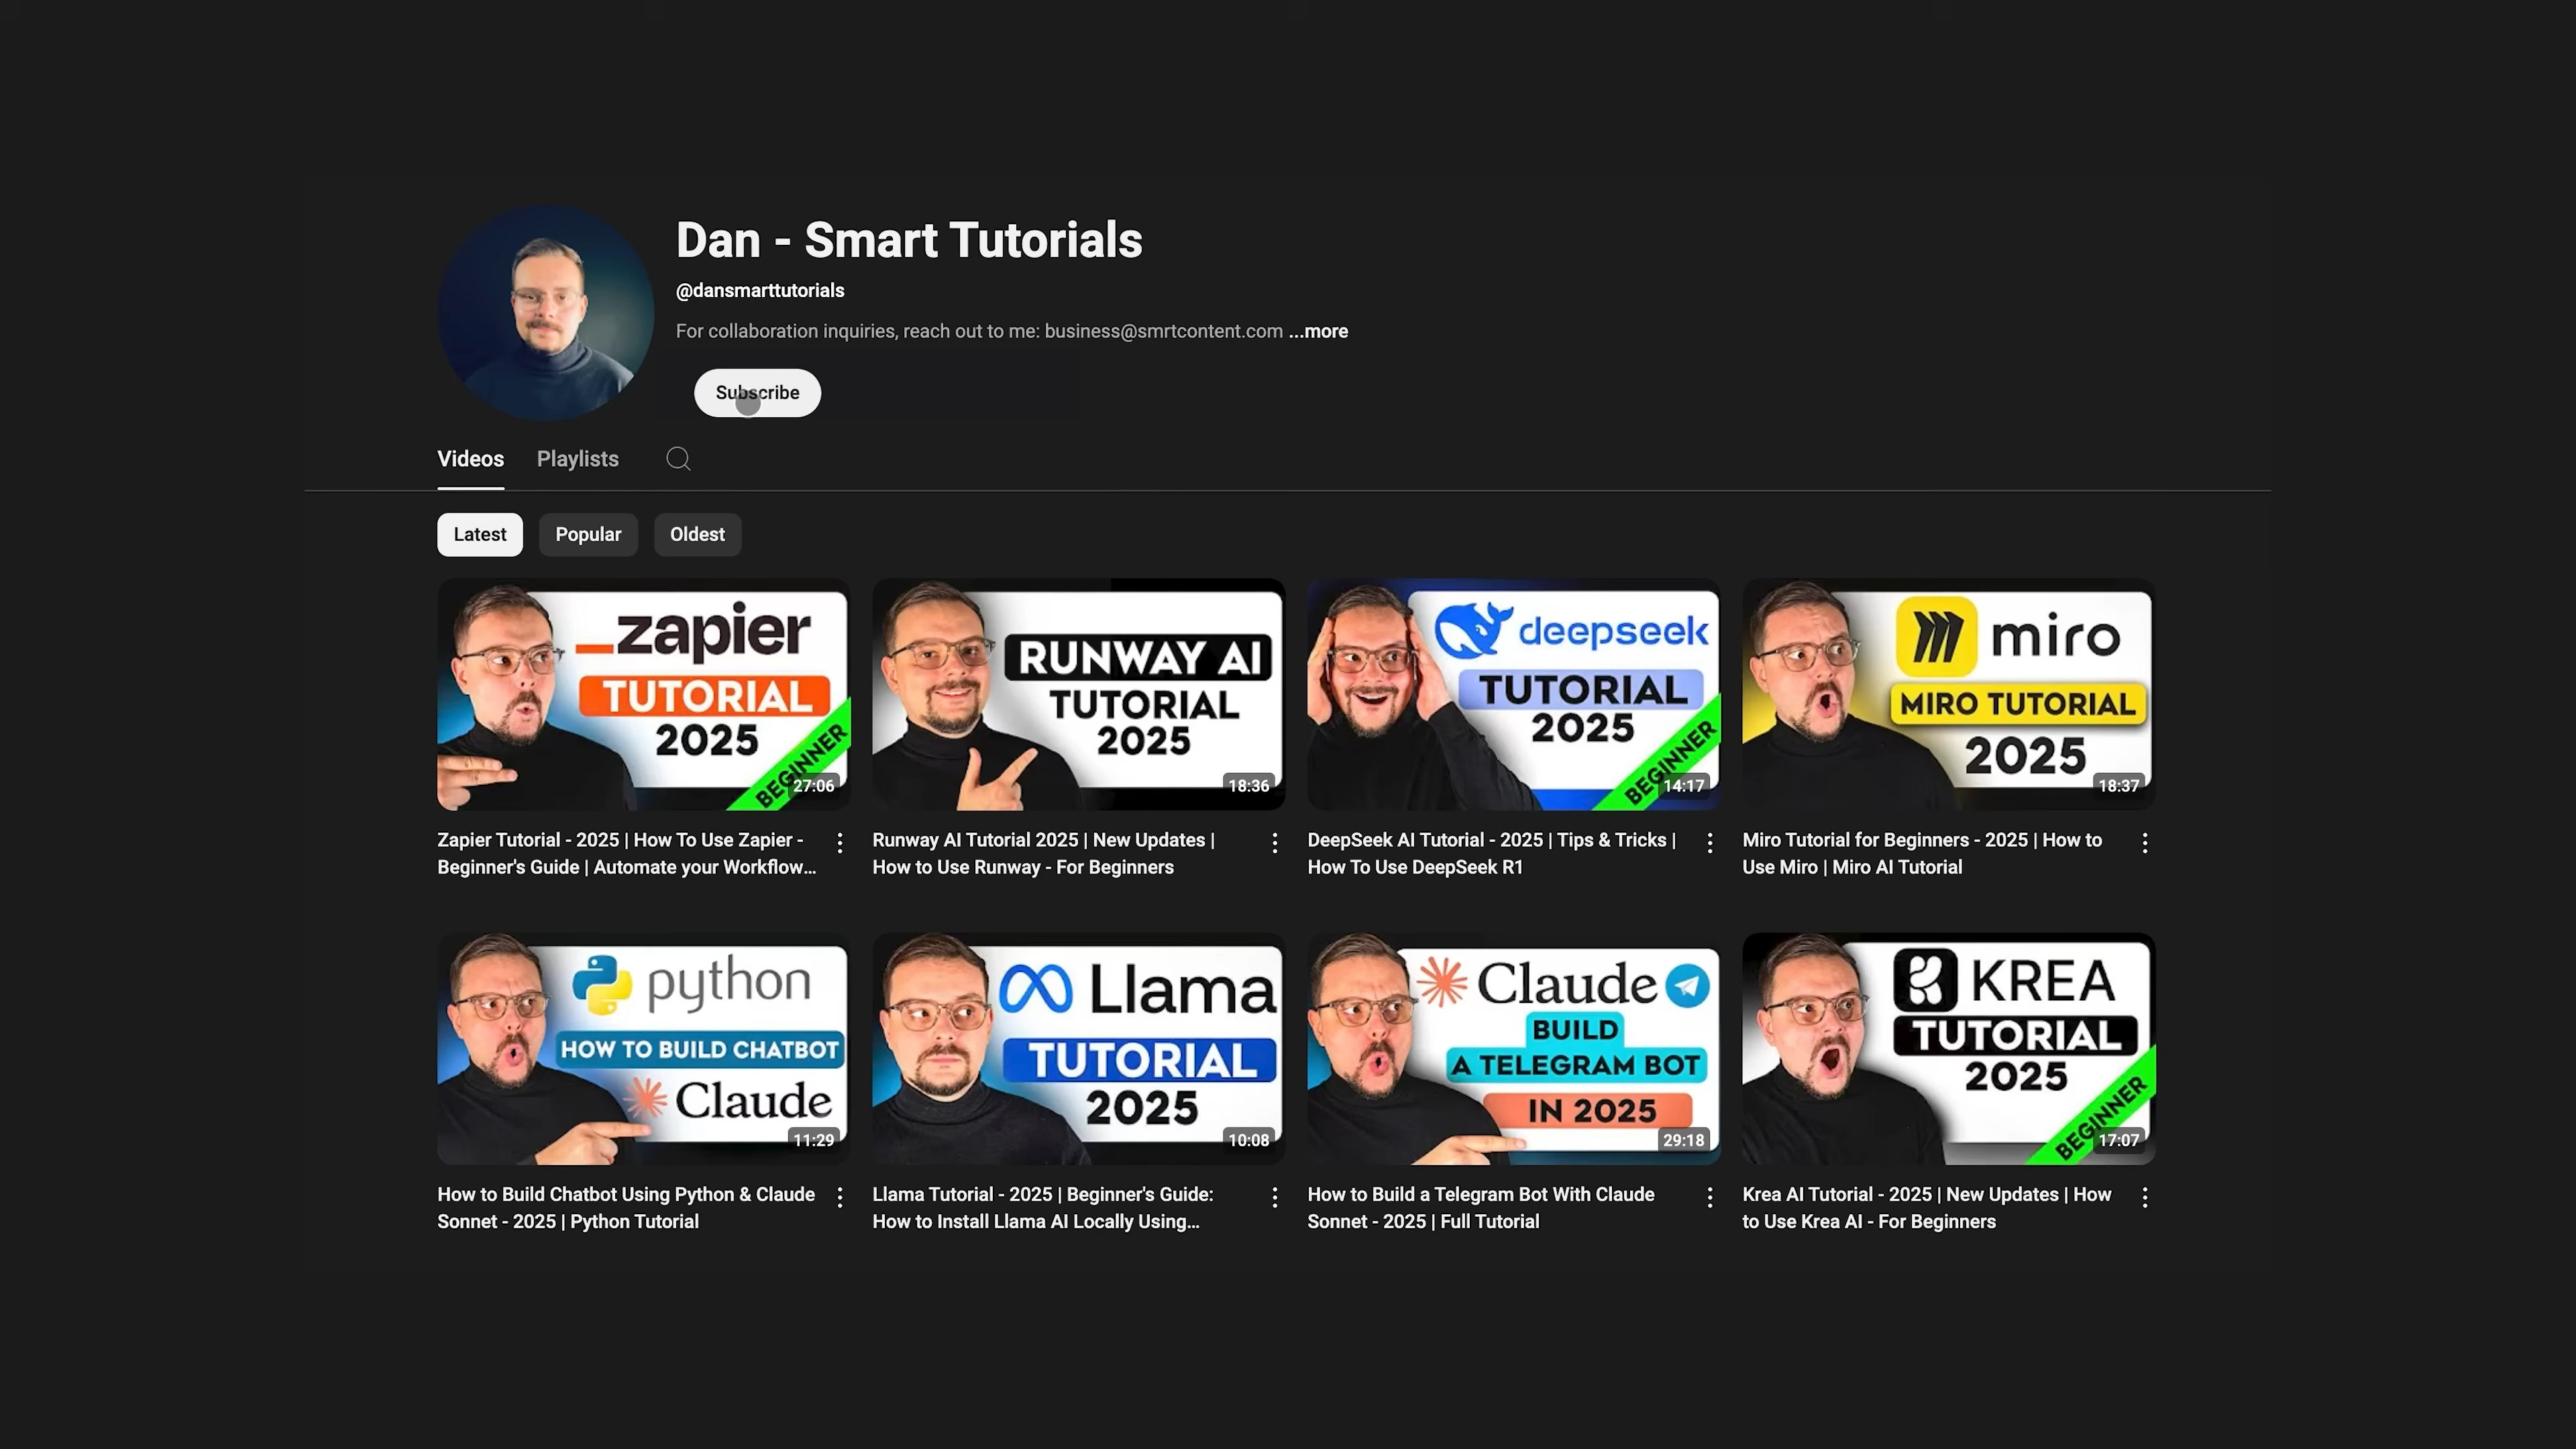 Dan - Smart Tutorials
@dansmarttutorials
For collaboration inquiries, reach out to me: business@smrtcontent.com ...more
Subscribe
Videos Playlists
Latest Popular Oldest
zapier
TUTORIAL
2025
BEGINNER
27:06
RUNWAY AI
TUTORIAL
2025
18:36
deepseek
TUTORIAL
2025
BEGINNER
14:17
miro
MIRO TUTORIAL
2025
18:37
Zapier Tutorial - 2025 | How To Use Zapier -
Beginner's Guide | Automate your Workflow...
Runway AI Tutorial 2025 | New Updates |
How to Use Runway - For Beginners
DeepSeek AI Tutorial - 2025 | Tips & Tricks |
How To Use DeepSeek R1
Miro Tutorial for Beginners - 2025 | How to
Use Miro | Miro AI Tutorial
python
HOW TO BUILD CHATBOT
Claude
11:29
Llama
TUTORIAL
2025
10:08
Claude
BUILD
A TELEGRAM BOT
IN 2025
29:18
KREA
TUTORIAL
2025
BEGINNER
17:07
How to Build Chatbot Using Python & Claude
Sonnet - 2025 | Python Tutorial
Llama Tutorial - 2025 | Beginner's Guide:
How to Install Llama AI Locally Using...
How to Build a Telegram Bot With Claude
Sonnet - 2025 | Full Tutorial
Krea AI Tutorial - 2025 | New Updates | How
to Use Krea AI - For Beginners